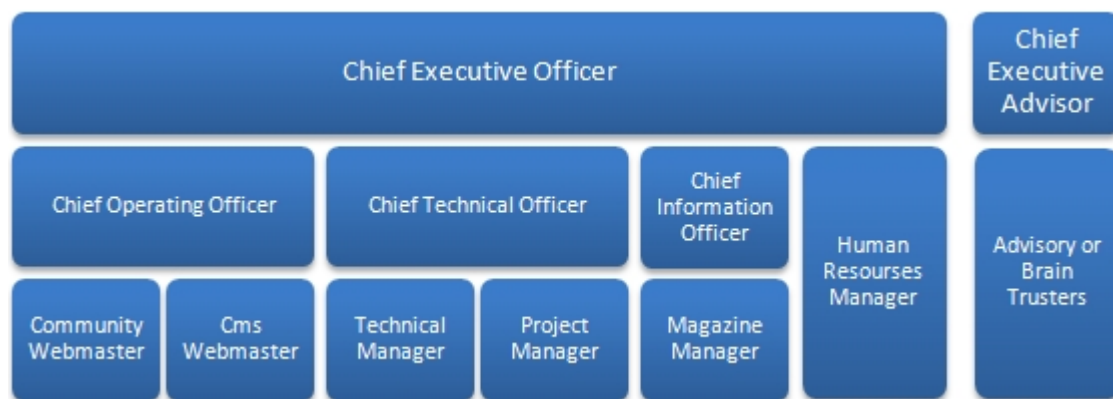 Chief Executive Officer
Chief
Executive
Advisor
Chief Operating Officer
Chief Technical Officer
Chief
Information
Officer
Human
Resourses
Manager
Advisory or
Brain
Trusters
Community
Webmaster
Cms
Webmaster
Technical
Manager
Project
Manager
Magazine
Manager